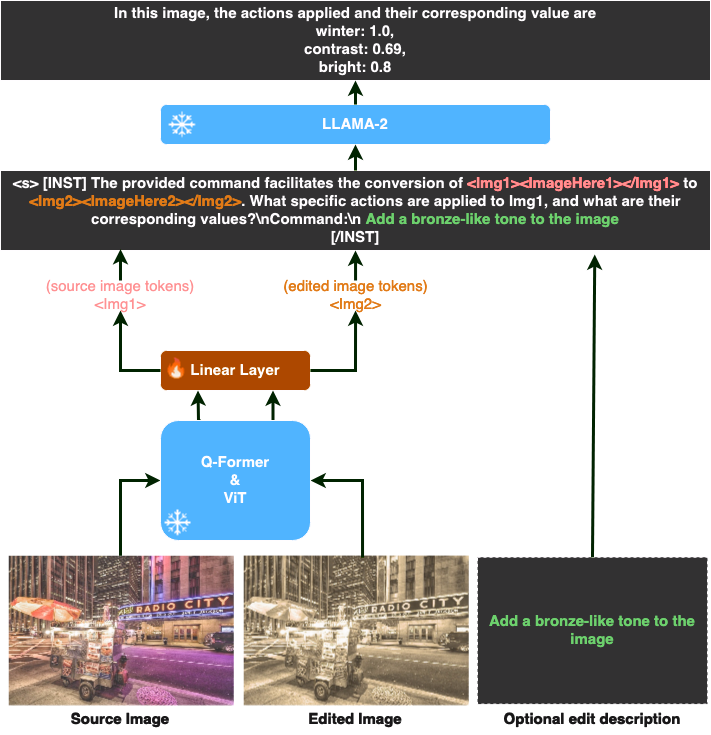 In this image, the actions applied and their corresponding value are
winter: 1.0,
contrast: 0.69,
bright: 0.8
LLAMA-2
<s> [INST] The provided command facilitates the conversion of <Img1><ImageHere1></Img1> to
<Img2><ImageHere2></Img2>. What specific actions are applied to Img1, and what are their
corresponding values?\nCommand:\n Add a bronze-like tone to the image
[/INST]
(source image tokens)
<Img1>
(edited image tokens)
<Img2>
Linear Layer
Q-Former
&
ViT
RADIO CITY
RADIO CITY
Add a bronze-like tone to the
image
Source Image
Edited Image
Optional edit description